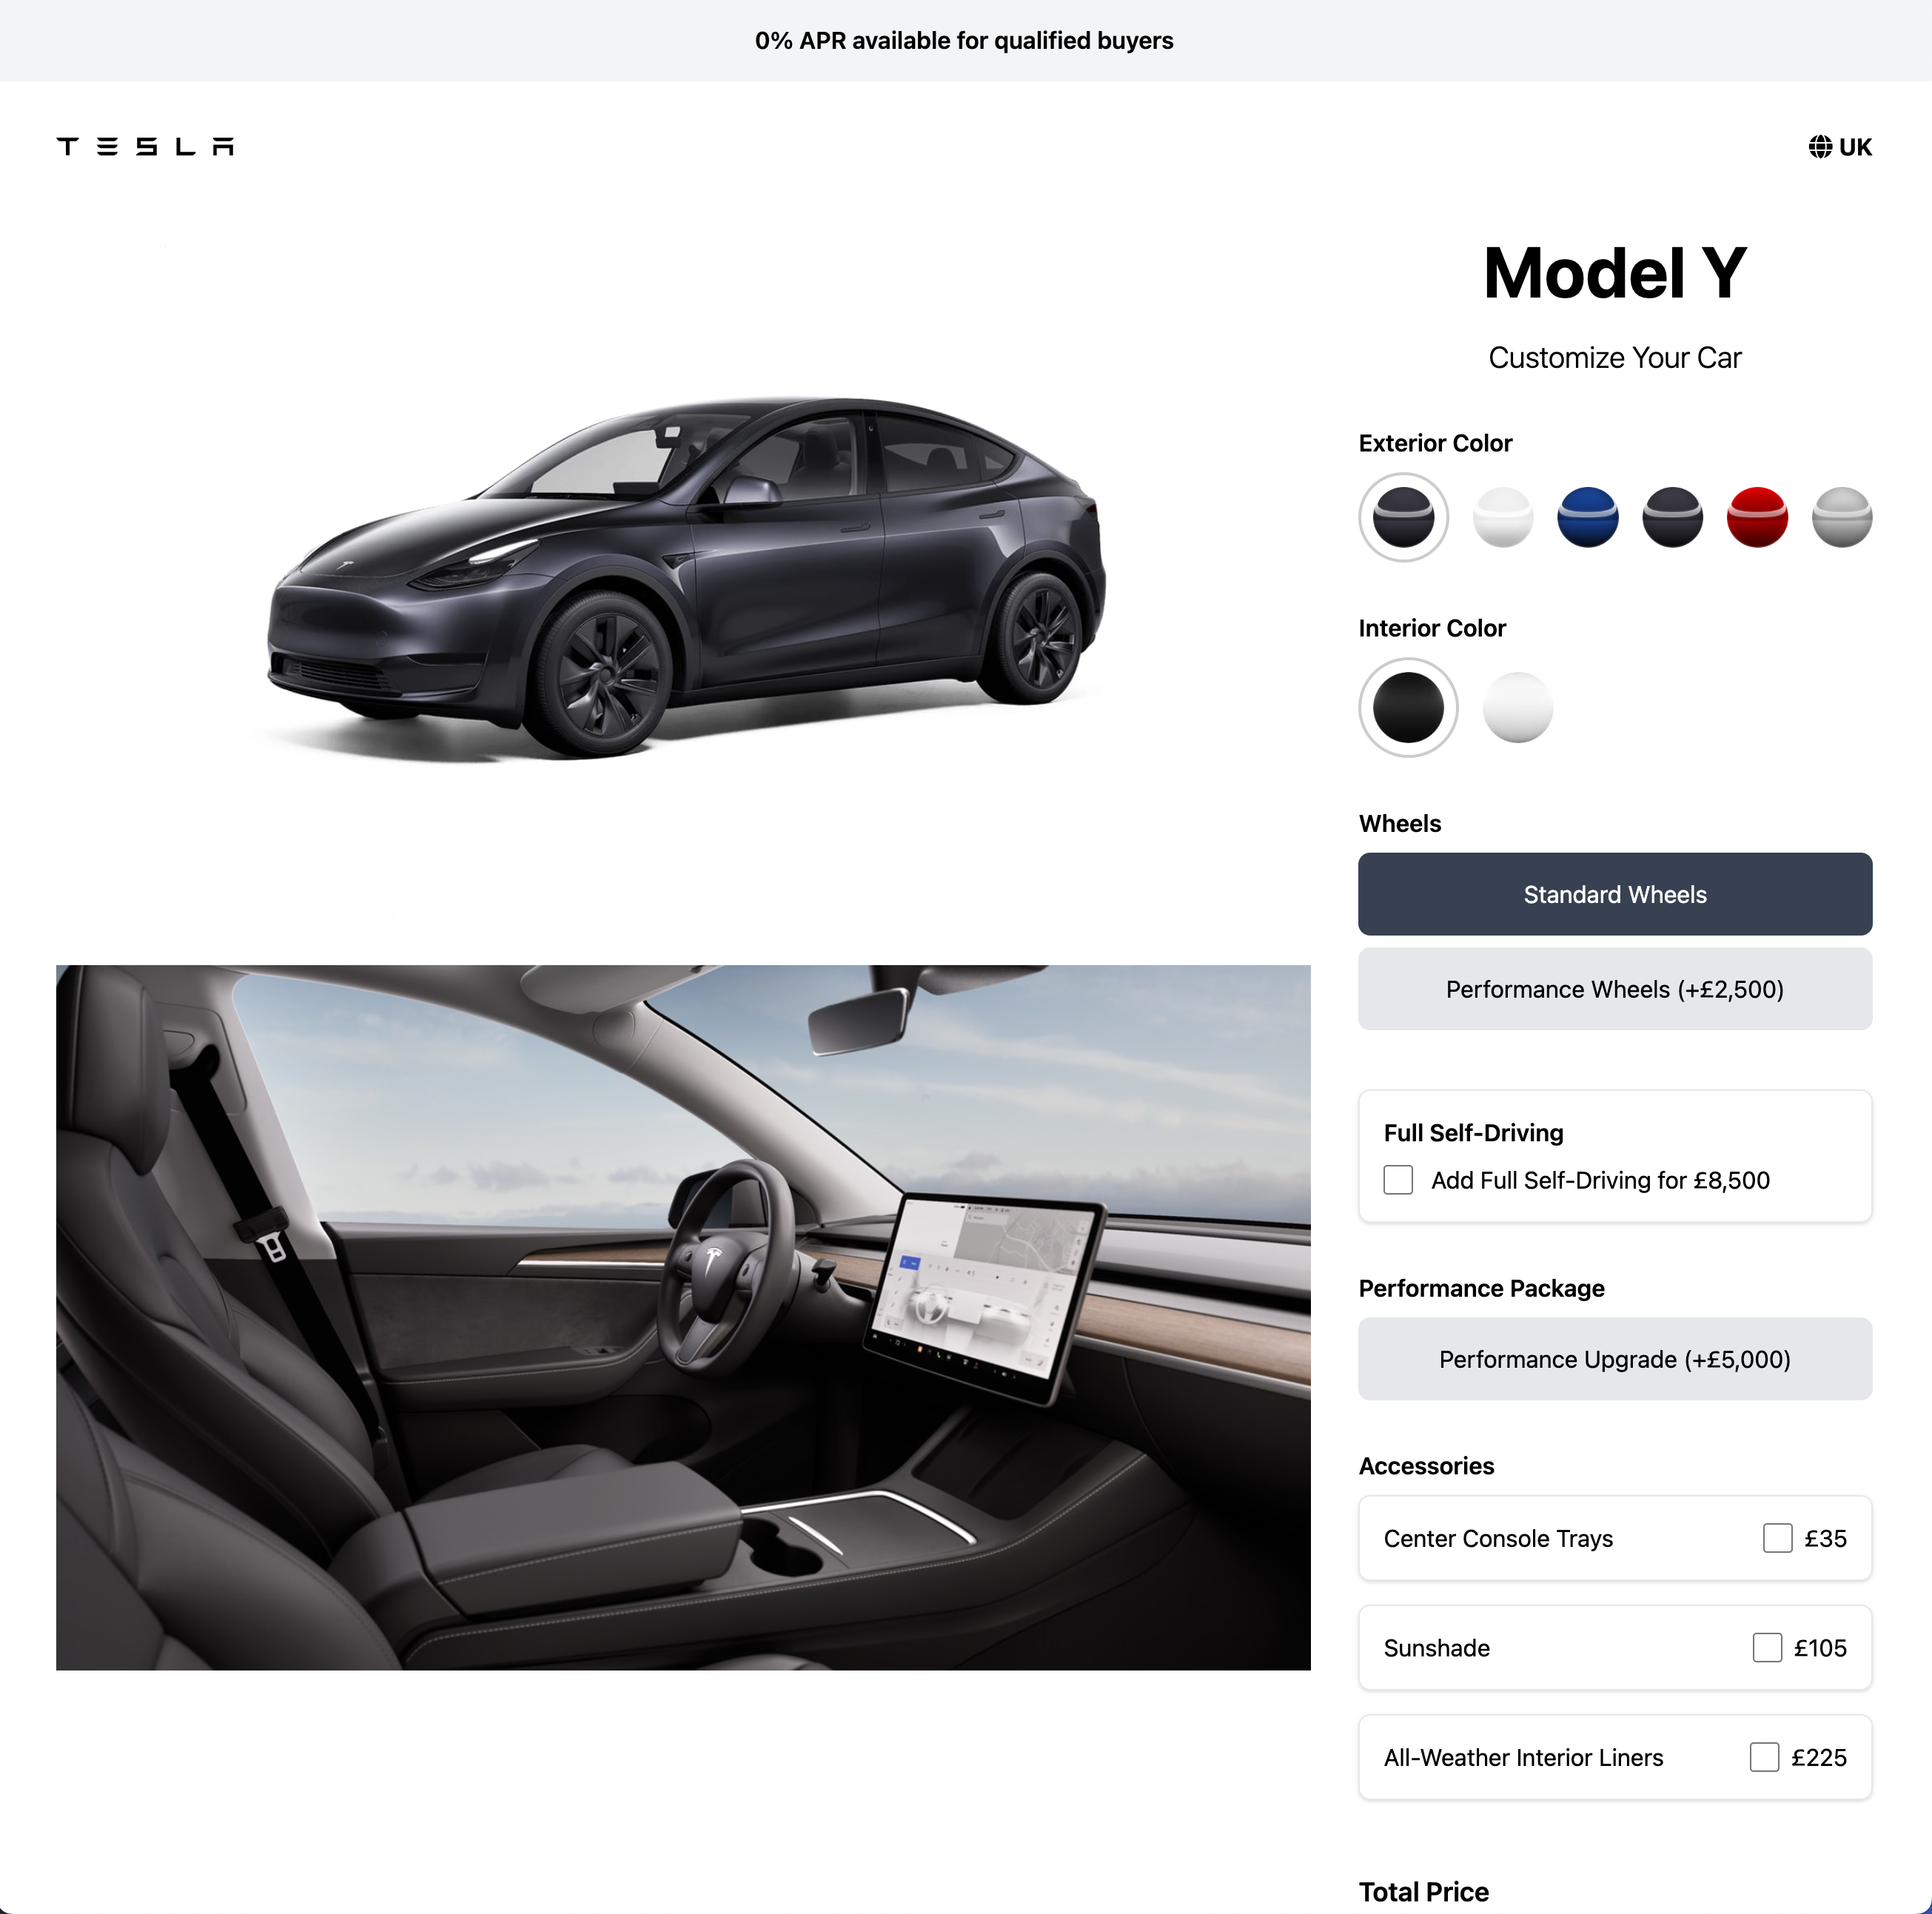 0% APR available for qualified buyers
TESLA
UK
Model Y
Customize Your Car
Exterior Color
Interior Color
Wheels
Standard Wheels
Performance Wheels (+£2,500)
Full Self-Driving
Add Full Self-Driving for £8,500
Performance Package
Performance Upgrade (+£5,000)
Accessories
Center Console Trays £35
Sunshade £105
All-Weather Interior Liners £225
Total Price